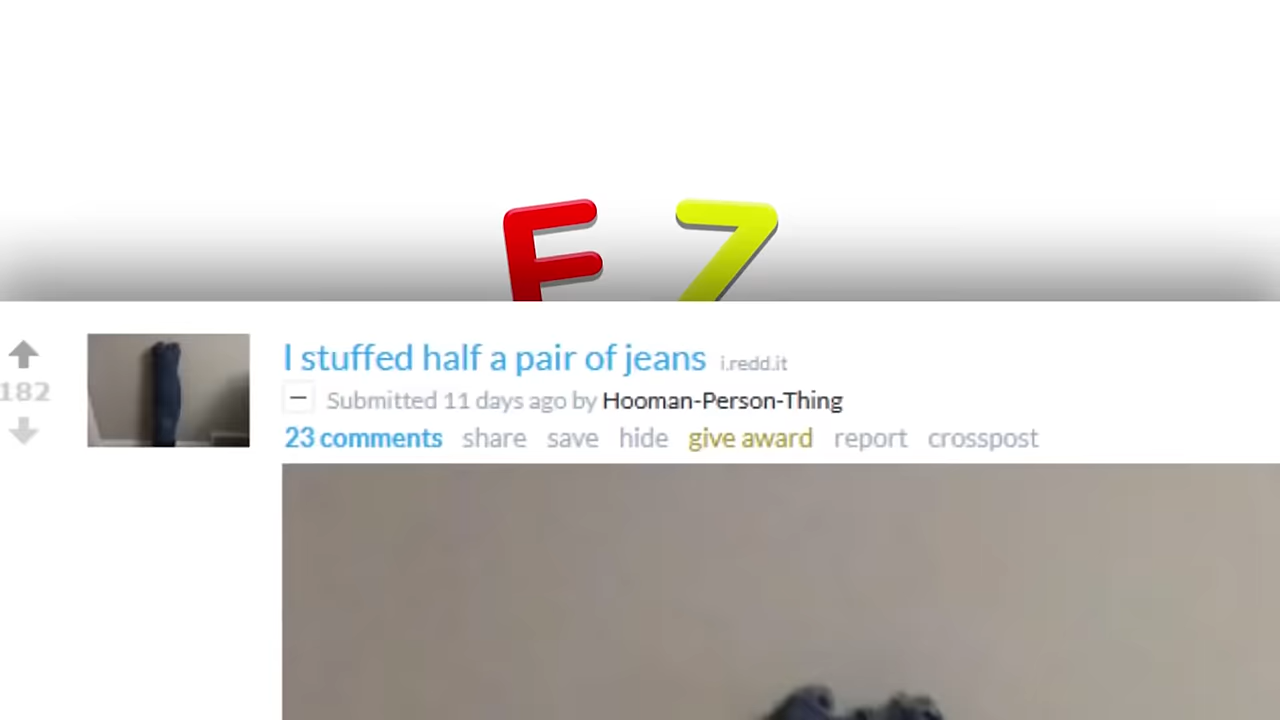 F Z
I stuffed half a pair of jeans i.redd.it
Submitted 11 days ago by Hooman-Person-Thing
182
23 comments share save hide give award report crosspost